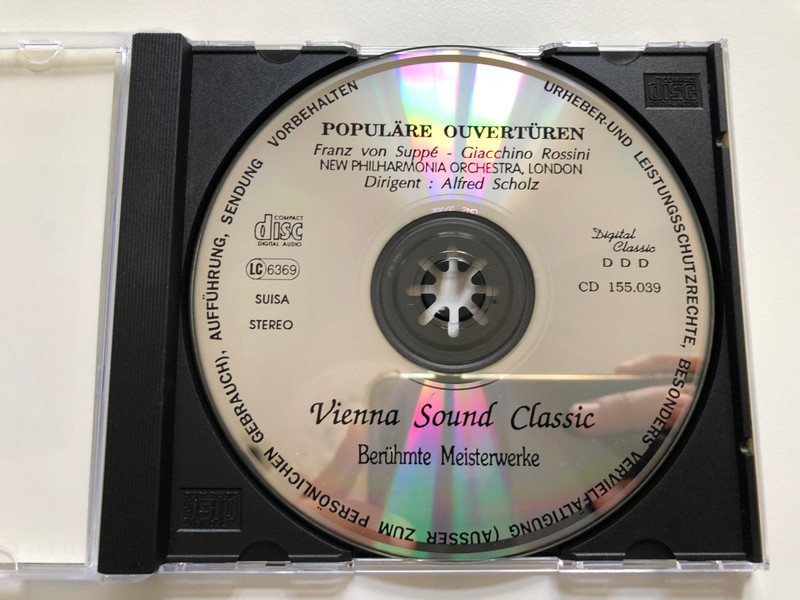 POPULÄRE OUVERTÜREN
Franz von Suppé - Giacchino Rossini
NEW PHILHARMONIA ORCHESTRA, LONDON
Dirigent : Alfred Scholz
COMPACT
disc
DIGITAL AUDIO
LC 6369
SUISA
STEREO
Digital
Classic
D D D
CD 155.039
Vienna Sound Classic
Berühmte Meisterwerke
URHEBER-UND LEISTUNGSSCHUTZRECHTE, BESONDERS VERVIELFÄLTIGUNG (AUSSER ZUM PERSÖNLICHEN GEBRAUCH), AUFFÜHRUNG, SENDUNG VORBEHALTEN
COMPACT
disc